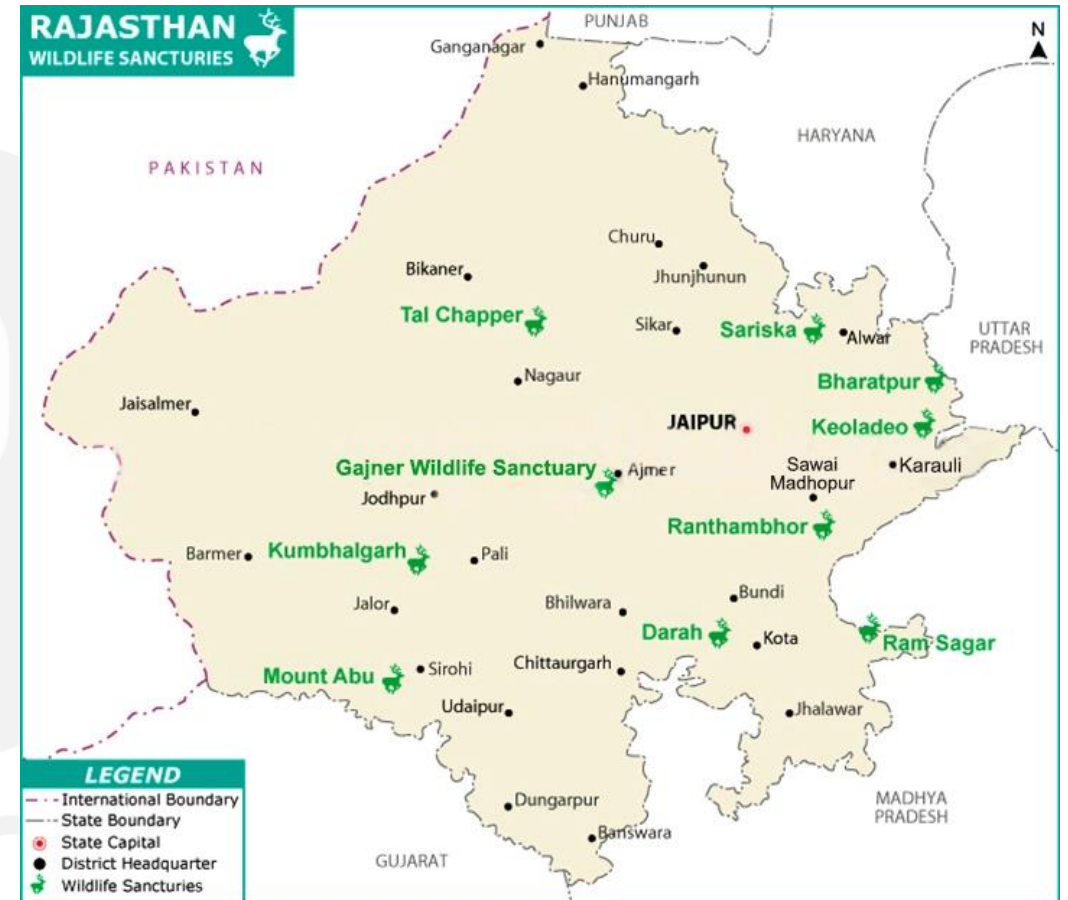 RAJASTHAN
WILDLIFE SANCTURIES
PUNJAB
N
Ganganagar
Hanumangarh
HARYANA
PAKISTAN
Churu
Bikaner
Jhunjhunun
Tal Chapper
Sikar
Sariska
Alwar
UTTAR
PRADESH
Nagaur
Bharatpur
Jaisalmer
JAIPUR
Keoladeo
Gajner Wildlife Sanctuary
Ajmer
Sawai
Madhopur
Karauli
Jodhpur
Ranthambhor
Barmer
Kumbhalgarh
Pali
Jalor
Bhilwara
Bundi
Darah
Kota
Ram Sagar
Mount Abu
Sirohi
Chittaurgarh
Udaipur
Jhalawar
LEGEND
International Boundary
State Boundary
State Capital
District Headquarter
Wildlife Sancturies
Dungarpur
Banswara
MADHYA
PRADESH
GUJARAT